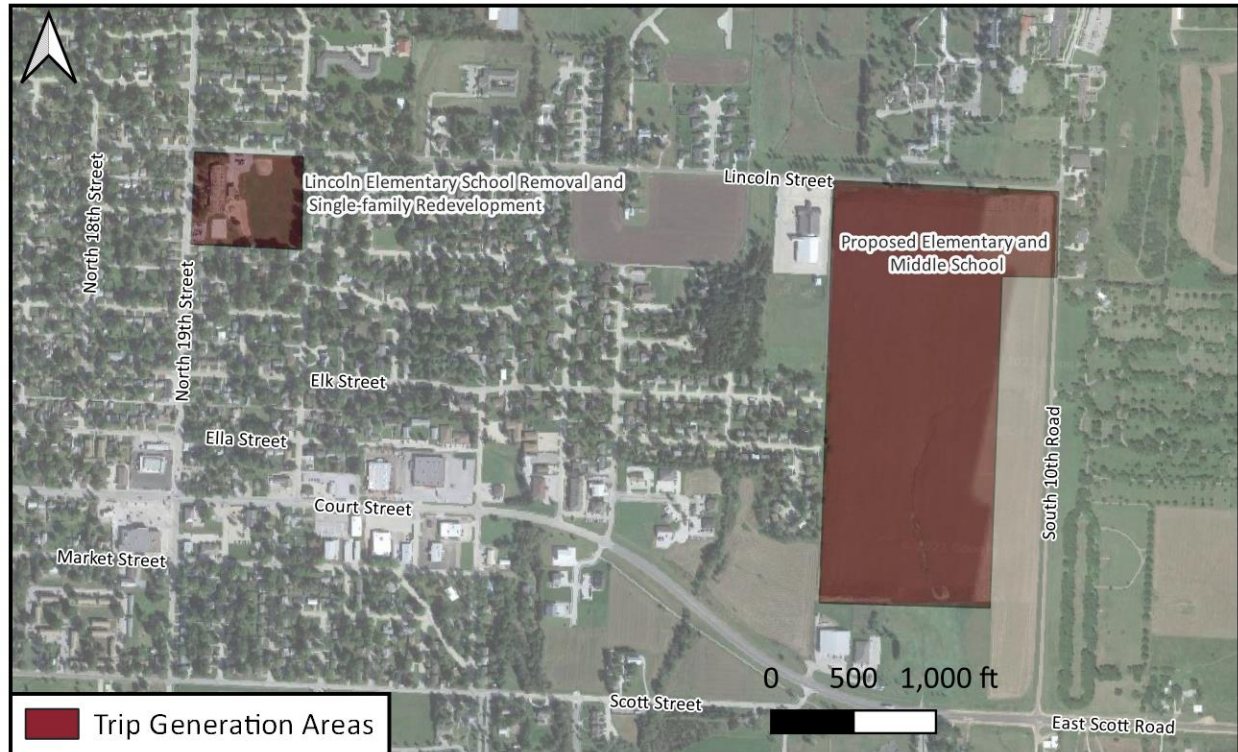 North 18th Street
North 19th Street
Lincoln Elementary School Removal and
Single-family Redevelopment
Lincoln Street
Proposed Elementary and
Middle School
Elk Street
Ella Street
Court Street
Market Street
South 10th Road
0 500 1,000 ft
Scott Street
East Scott Road
Trip Generation Areas